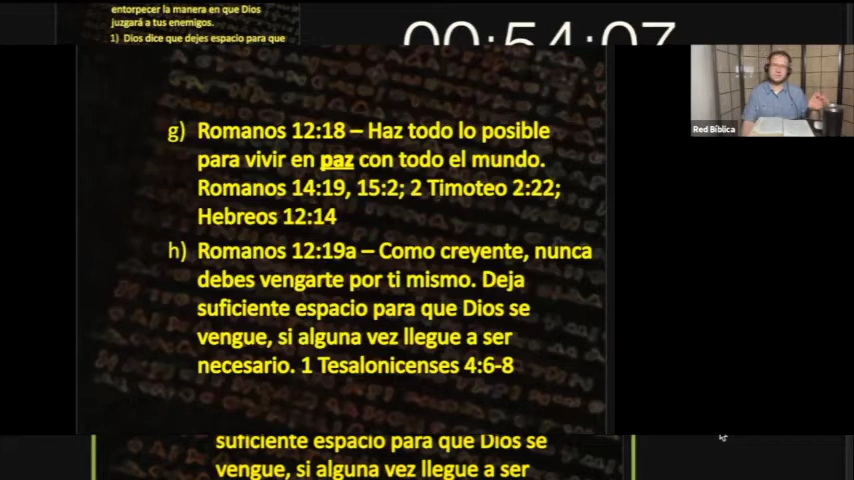 entorpecer la manera en que Dios
juzgará a tus enemigos.
1) Dios dice que dejes espacio para que
00:54:07
g) Romanos 12:18 – Haz todo lo posible
para vivir en paz con todo el mundo.
Romanos 14:19, 15:2; 2 Timoteo 2:22;
Hebreos 12:14
h) Romanos 12:19a – Como creyente, nunca
debes vengarte por ti mismo. Deja
suficiente espacio para que Dios se
vengue, si alguna vez llegue a ser
necesario. 1 Tesalonicenses 4:6-8
Red Bíblica
suficiente espacio para que Dios se
vengue, si alguna vez llegue a ser